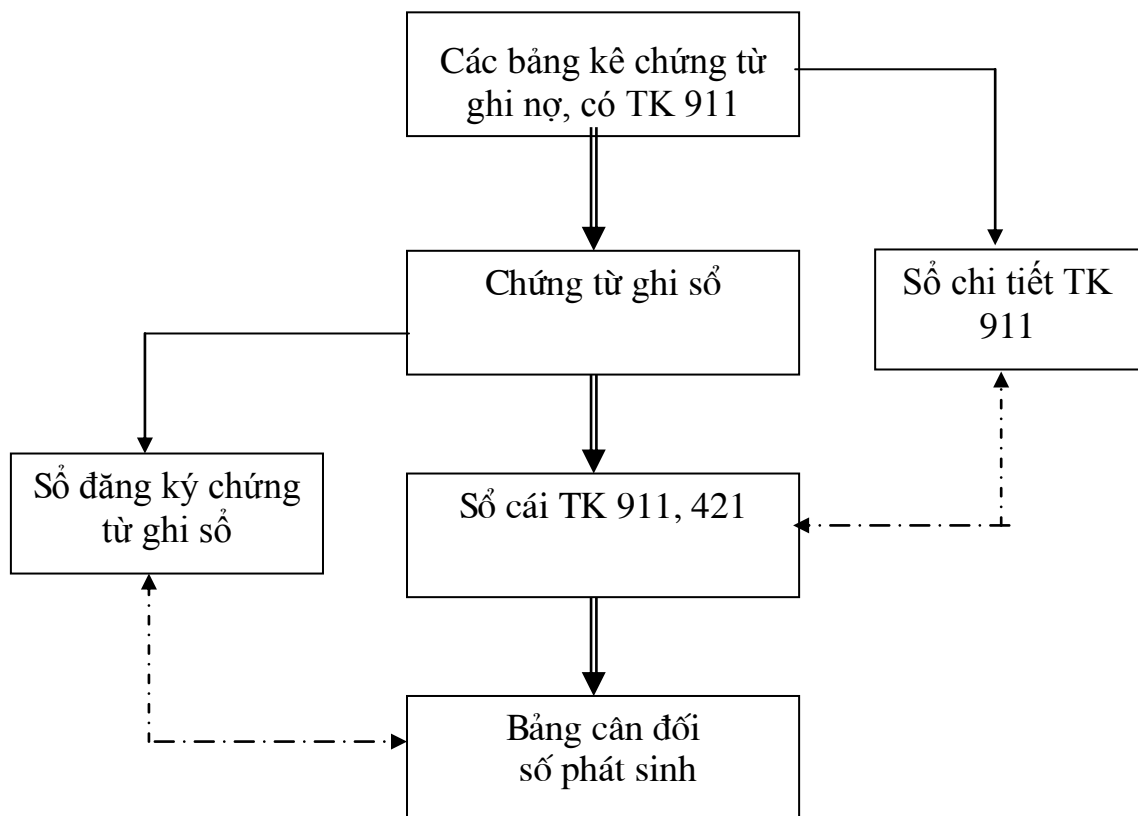 Các bảng kê chứng từ
ghi nợ, có TK 911
Chứng từ ghi sổ
Sổ chi tiết TK
911
Sổ đăng ký chứng
từ ghi sổ
Sổ cái TK 911, 421
Bảng cân đối
số phát sinh